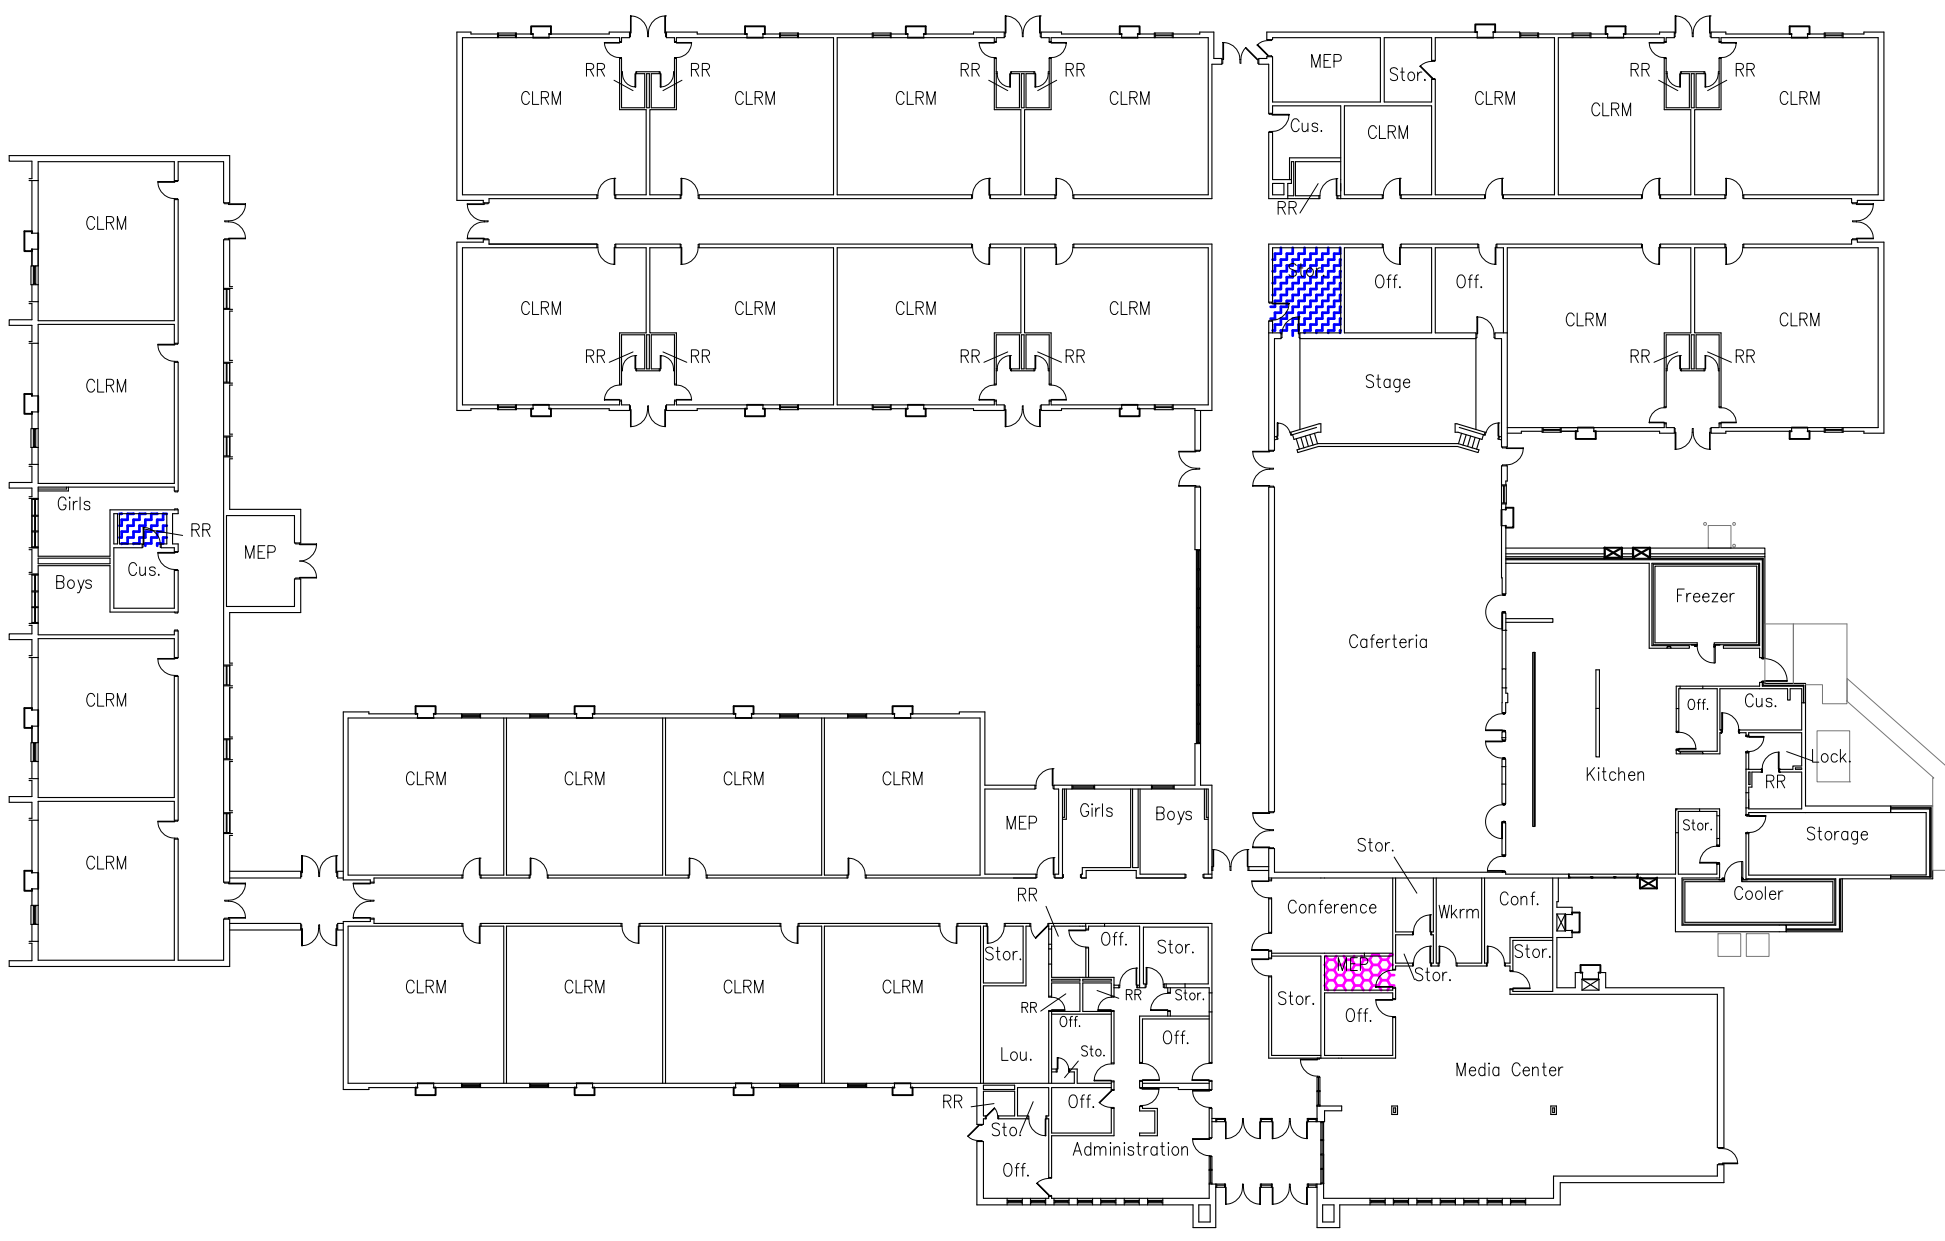 RR RR RR RR MEP Stor. RR RR
CLRM CLRM CLRM CLRM CLRM CLRM CLRM
Cus. CLRM
RR
CLRM
Stor. Off. Off.
CLRM CLRM CLRM CLRM CLRM CLRM
RR RR RR RR RR RR
CLRM Stage
Girls
RR
MEP
Cus.
Boys
Freezer
Caferteria
CLRM Off. Cus.
Lock.
CLRM CLRM CLRM CLRM Kitchen RR
Girls Boys
MEP Stor. Storage
Stor.
CLRM
RR Cooler
Conference Wkrm Conf.
Off. Stor.
Stor. Stor.
MEP Stor.
CLRM CLRM CLRM CLRM RR RR Stor. Stor.
Off. Off. Off.
Lou. Sto.
Media Center
RR Off.
Sto.
Administration
Off.